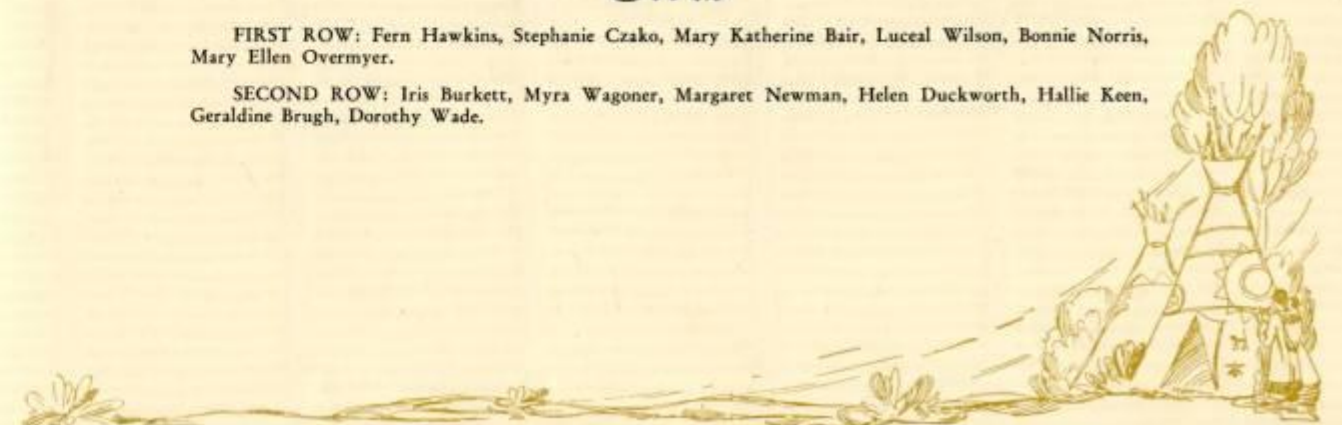 FIRST ROW: Fern Hawkins, Stephanie Czako, Mary Katherine Bair, Luceal Wilson, Bonnie Norris,
Mary Ellen Overmyer.
SECOND ROW: Iris Burkett, Myra Wagoner, Margaret Newman, Helen Duckworth, Hallie Keen,
Geraldine Brugh, Dorothy Wade.